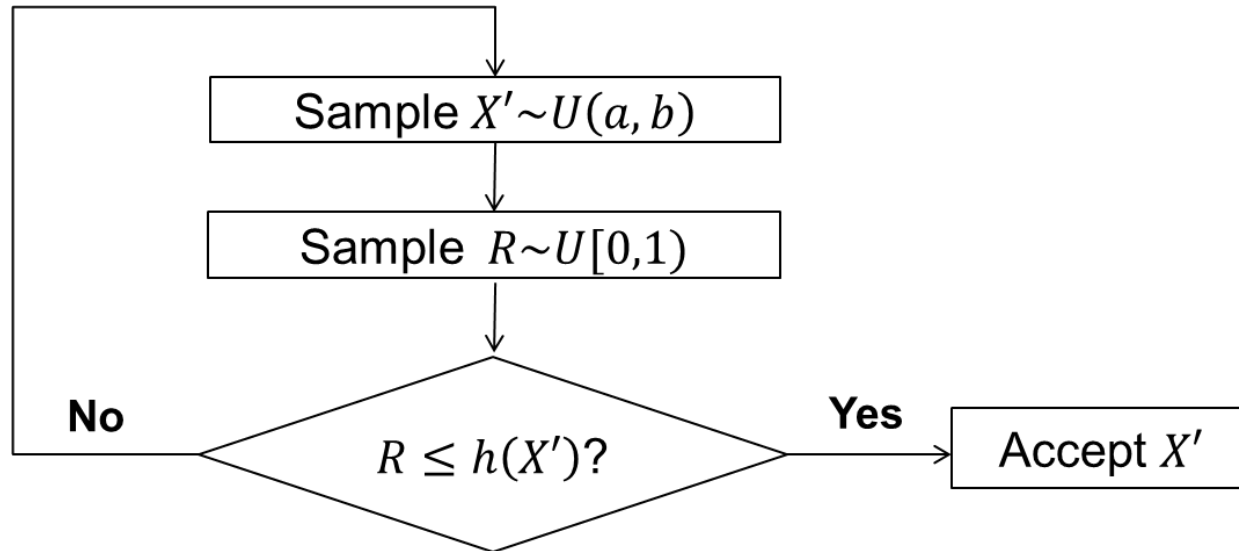 Sample X′~U(a, b)
Sample R~U[0,1)
No
R ≤ h(X′)?
Yes
Accept X′